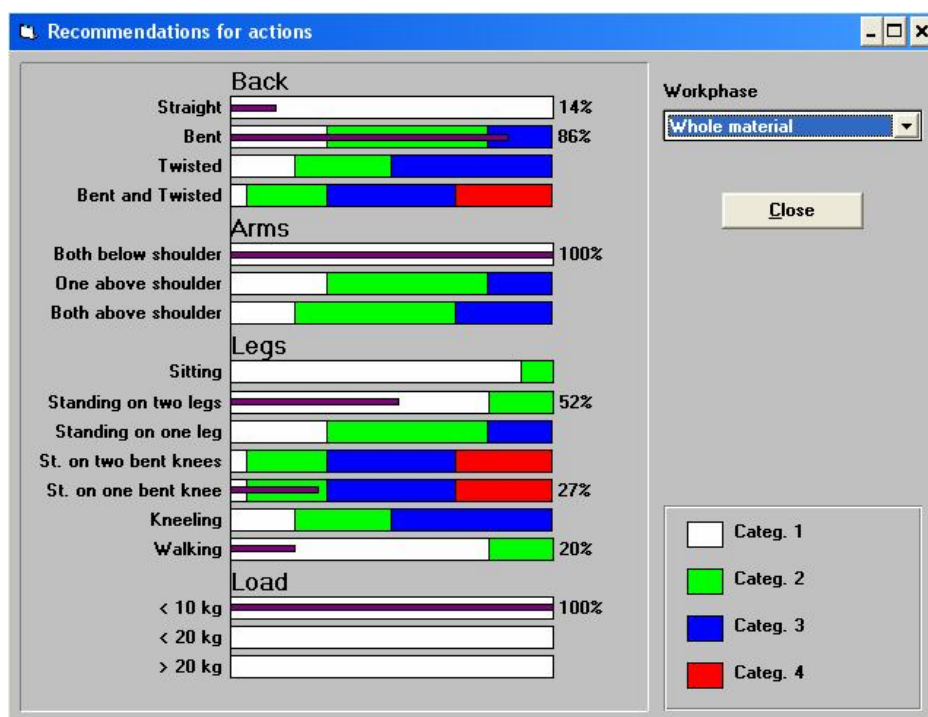 Recommendations for actions
Back
Straight 14%
Bent 86%
Twisted
Bent and Twisted
Arms
Both below shoulder 100%
One above shoulder
Both above shoulder
Legs
Sitting
Standing on two legs 52%
Standing on one leg
St. on two bent knees
St. on one bent knee 27%
Kneeling
Walking 20%
Load
< 10 kg 100%
< 20 kg
> 20 kg
Workphase
Whole material
Close
Categ. 1
Categ. 2
Categ. 3
Categ. 4